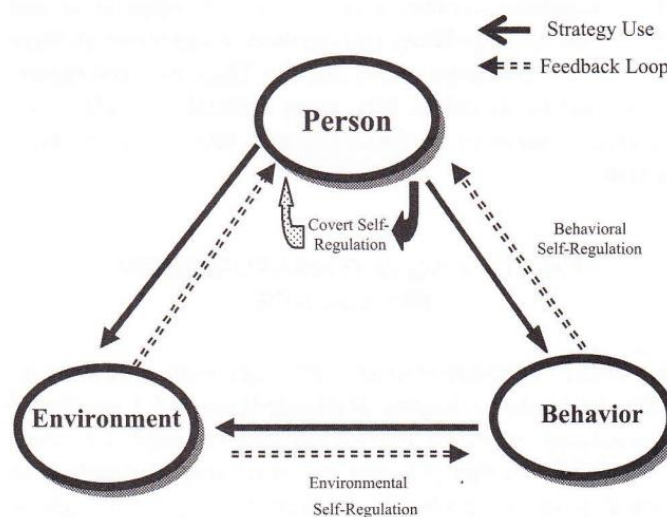 Strategy Use
Feedback Loop
Person
Covert Self-
Regulation
Behavioral
Self-Regulation
Environment
Behavior
Environmental
Self-Regulation